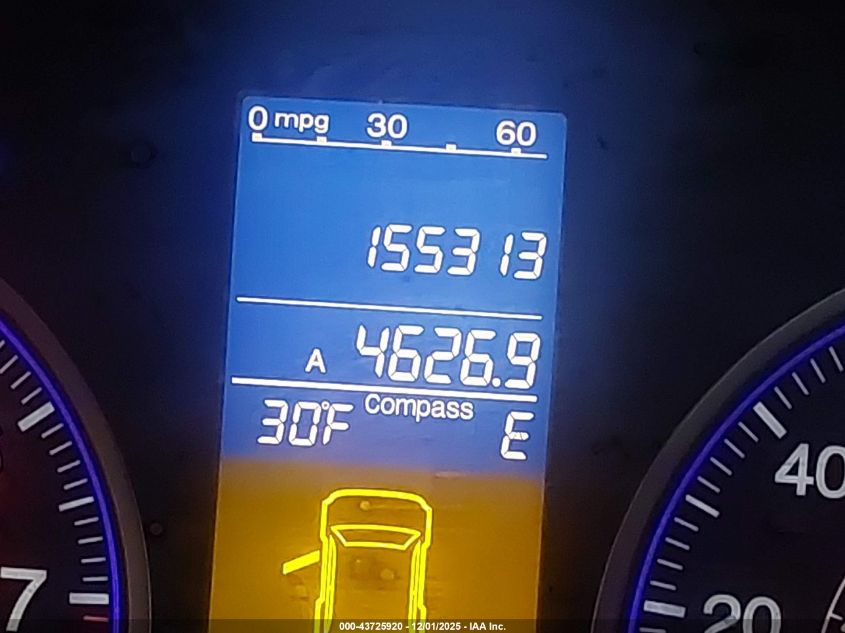 0 mpg 30 60
155313
A 4626.9
Compass
30°F E
40
7 20
000-43725920 - 12/01/2025 - IAA Inc.